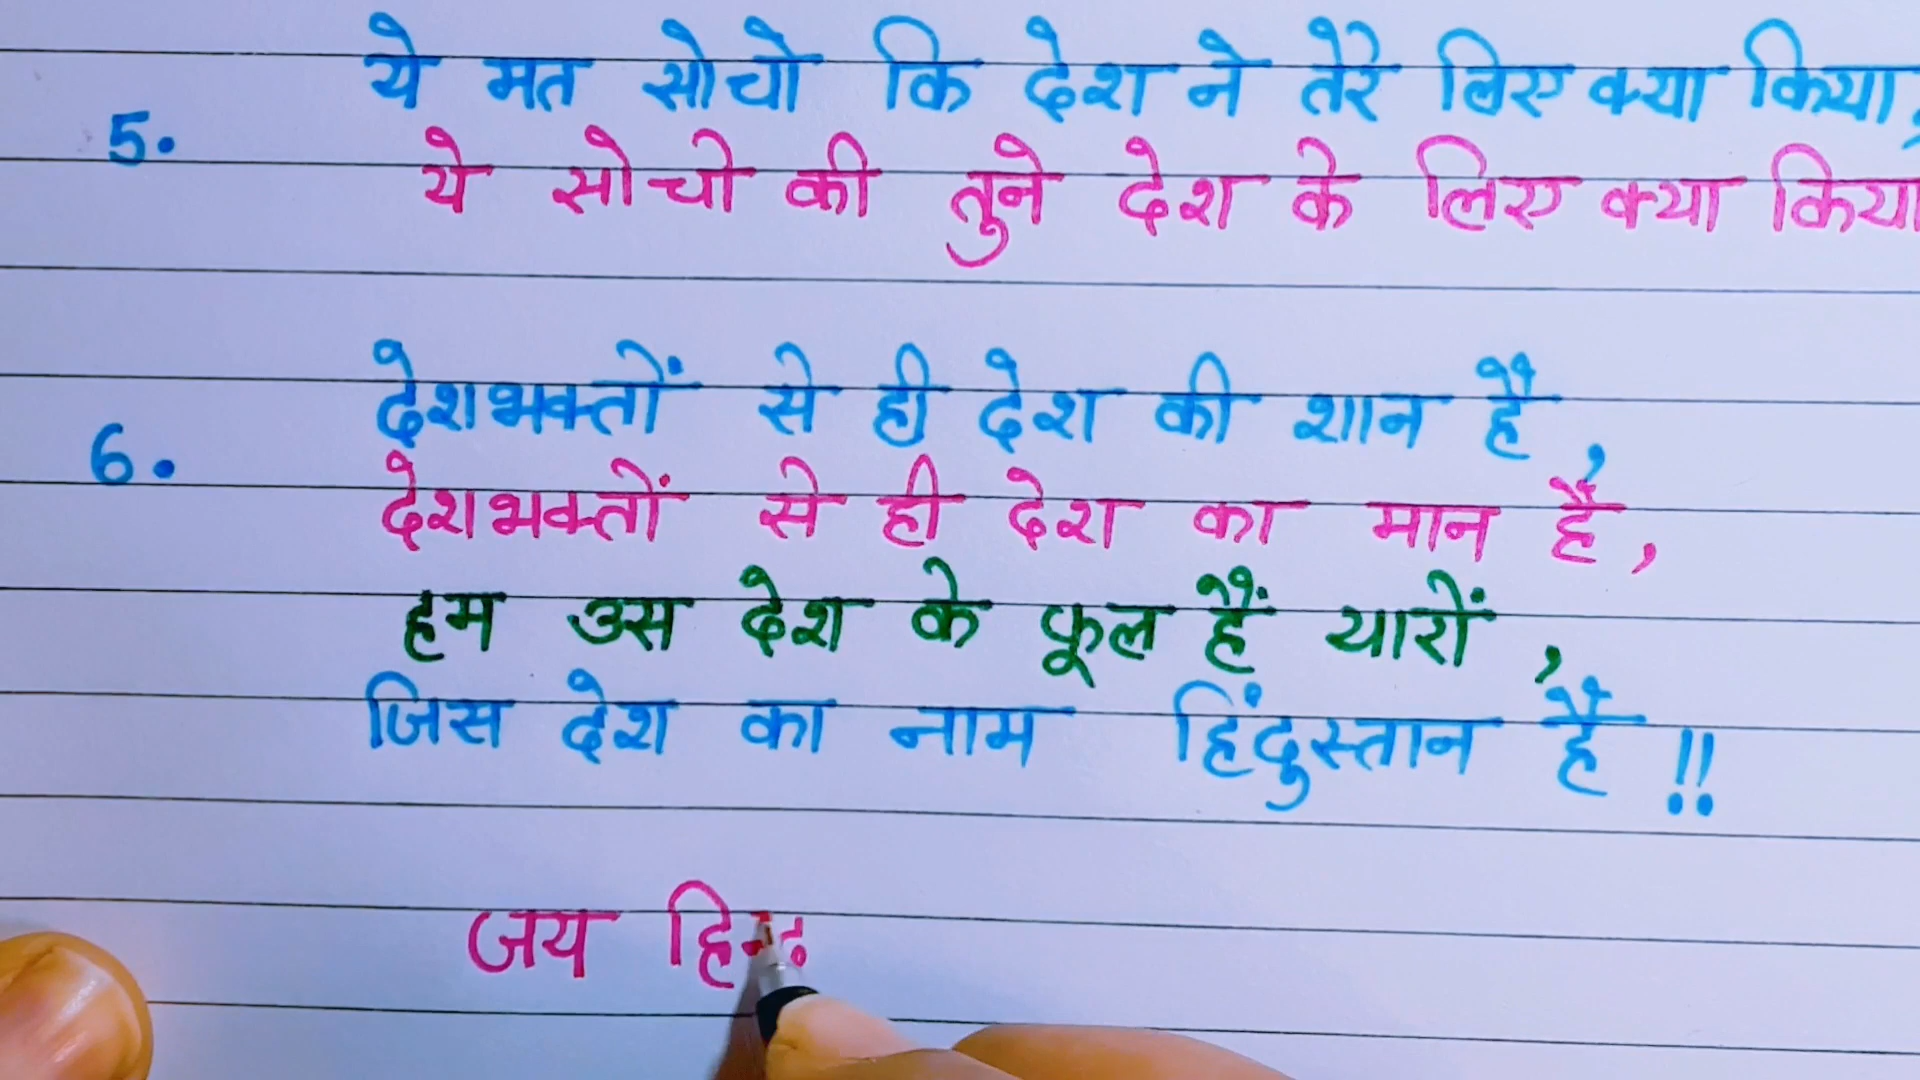 ये मत सोचो कि देश ने तेरे लिए क्या किया,
5.
ये सोचो की तुने देश के लिए क्या किया
देशभक्तों से ही देश की शान है,
6.
देशभक्तों से ही देश का मान है,
हम उस देश के फूल हैं यारों,
जिस देश का नाम हिंदुस्तान है!!
जय हिन्द